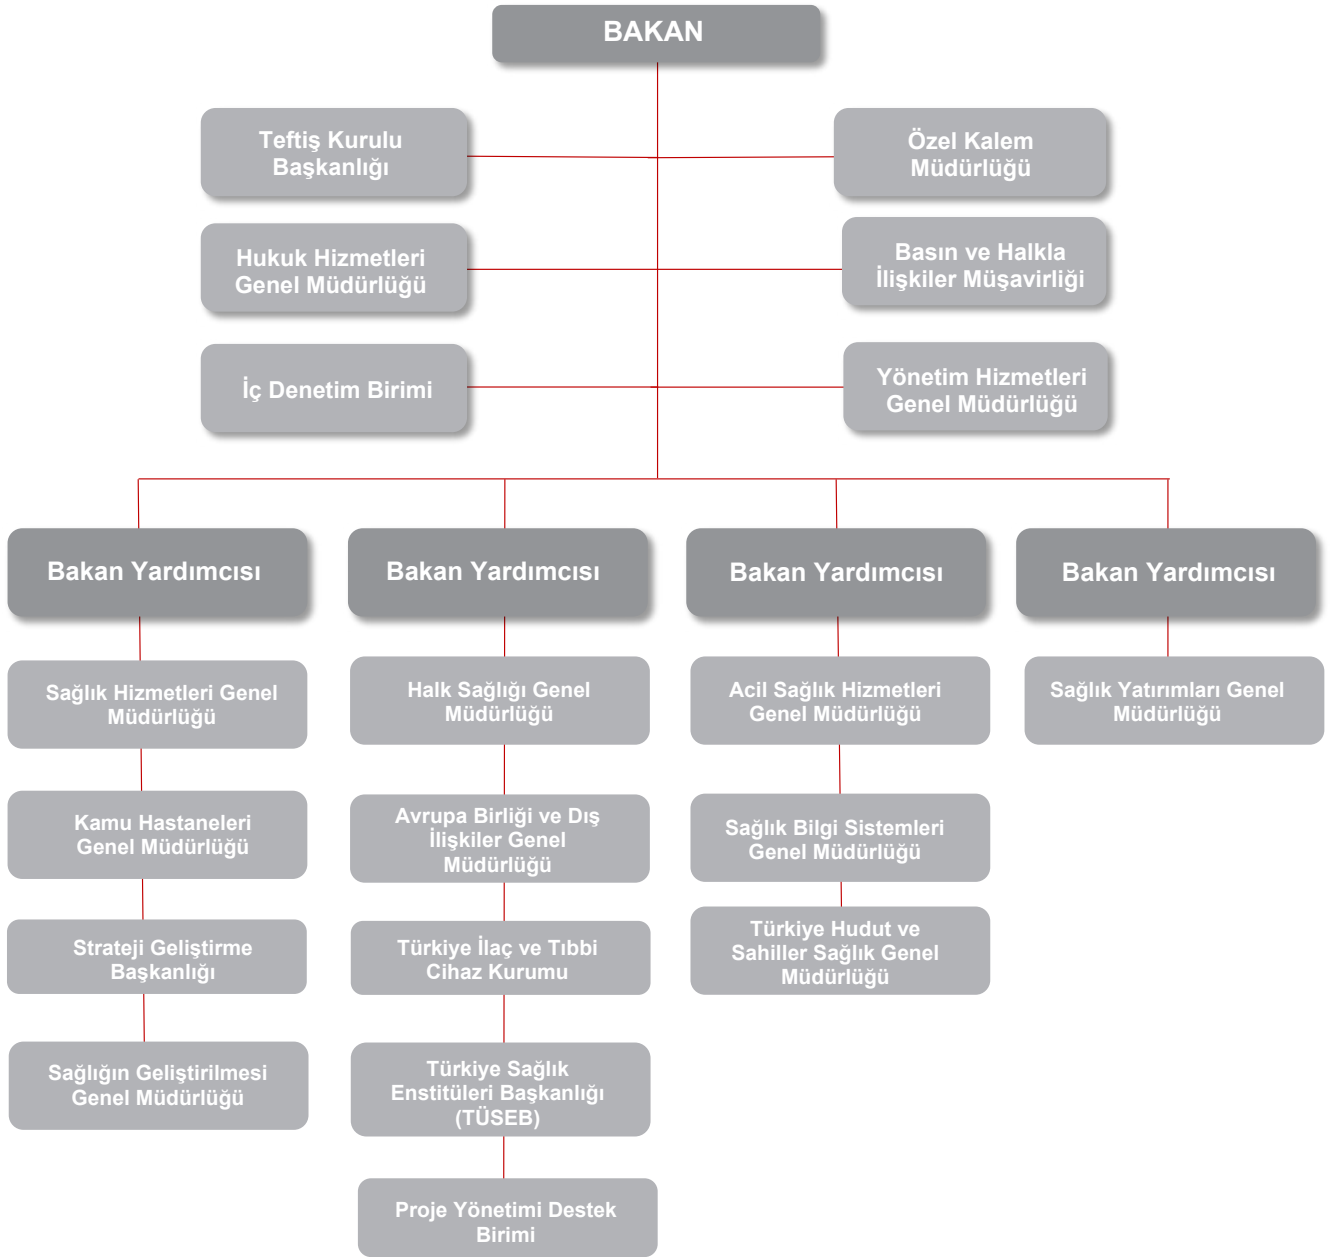 BAKAN
Teftiş Kurulu
Başkanlığı
Özel Kalem
Müdürlüğü
Hukuk Hizmetleri
Genel Müdürlüğü
Basın ve Halkla
İlişkiler Müşavirliği
İç Denetim Birimi
Yönetim Hizmetleri
Genel Müdürlüğü
Bakan Yardımcısı
Bakan Yardımcısı
Bakan Yardımcısı
Bakan Yardımcısı
Sağlık Hizmetleri Genel
Müdürlüğü
Kamu Hastaneleri
Genel Müdürlüğü
Strateji Geliştirme
Başkanlığı
Sağlığın Geliştirilmesi
Genel Müdürlüğü
Halk Sağlığı Genel
Müdürlüğü
Avrupa Birliği ve Dış
İlişkiler Genel
Müdürlüğü
Türkiye İlaç ve Tıbbi
Cihaz Kurumu
Türkiye Sağlık
Enstitüleri Başkanlığı
(TÜSEB)
Proje Yönetimi Destek
Birimi
Acil Sağlık Hizmetleri
Genel Müdürlüğü
Sağlık Bilgi Sistemleri
Genel Müdürlüğü
Türkiye Hudut ve
Sahiller Sağlık Genel
Müdürlüğü
Sağlık Yatırımları Genel
Müdürlüğü